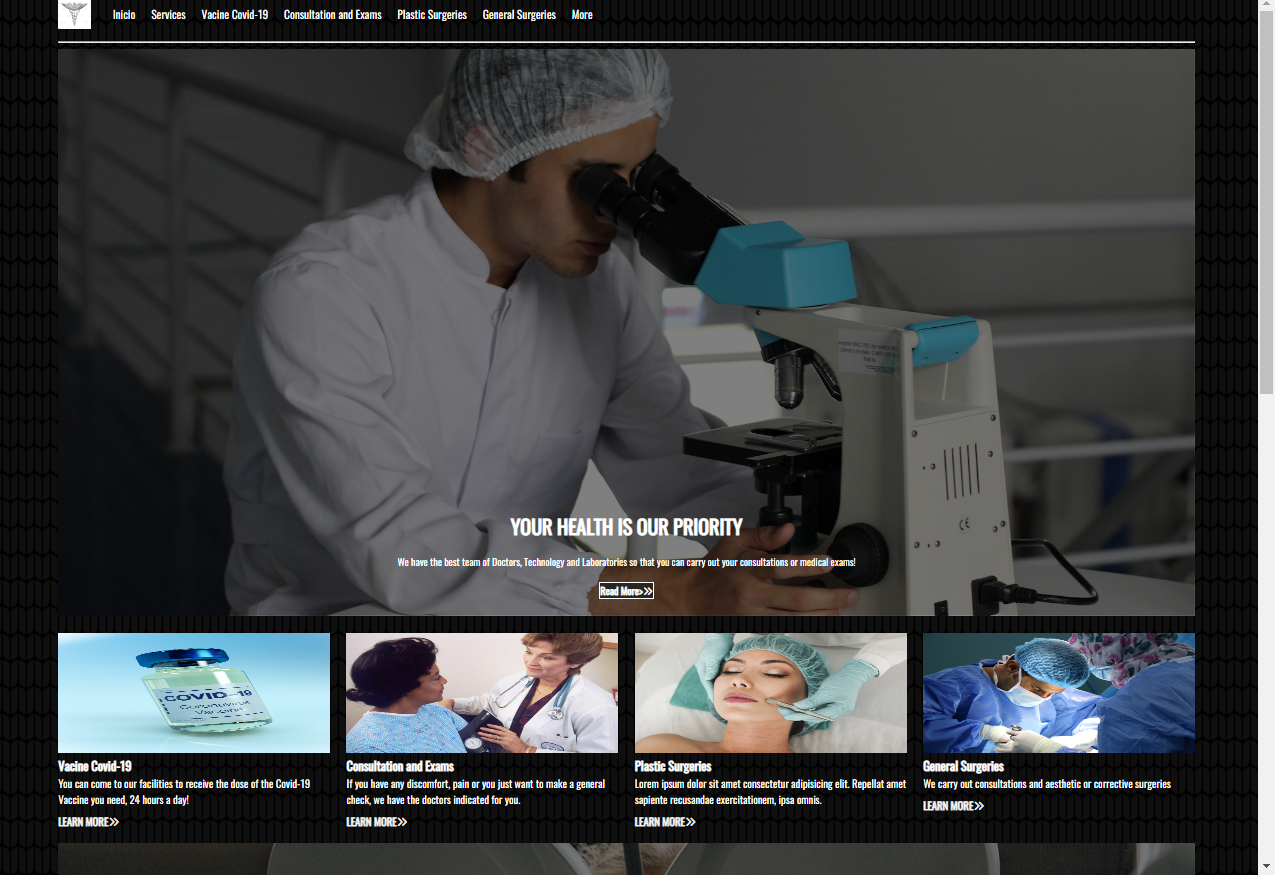 Inicio Services Vacine Covid-19 Consultation and Exams Plastic Surgeries General Surgeries More
YOUR HEALTH IS OUR PRIORITY
We have the best team of Doctors, Technology and Laboratories so that you can carry out your consultations or medical exams!
Read More>»
COVID-19
Coronavirus
Vaccine
Vacine Covid-19
You can come to our facilities to receive the dose of the Covid-19
Vaccine you need, 24 hours a day!
LEARN MORE»
Consultation and Exams
If you have any discomfort, pain or you just want to make a general
check, we have the doctors indicated for you.
LEARN MORE»
Plastic Surgeries
Lorem ipsum dolor sit amet consectetur adipisicing elit. Repellat amet
sapiente recusandae exercitationem, ipsa omnis.
LEARN MORE»
General Surgeries
We carry out consultations and aesthetic or corrective surgeries
LEARN MORE»